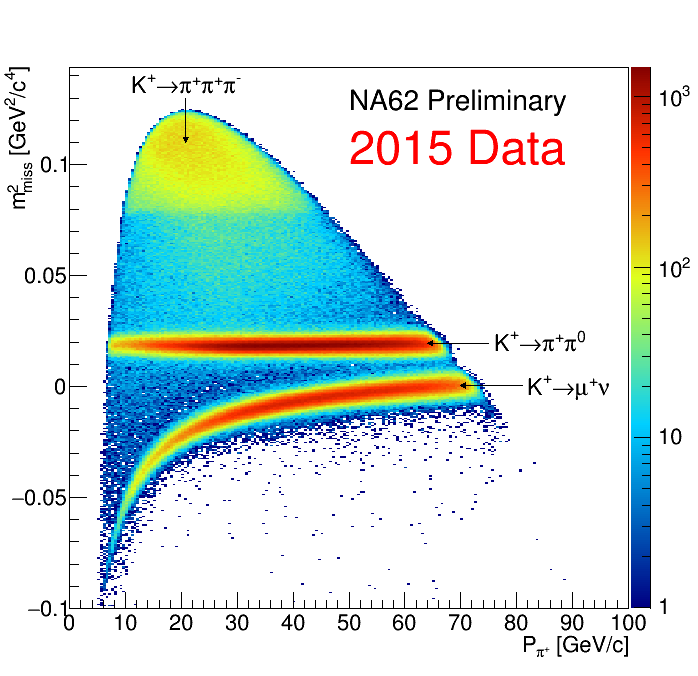 K⁺→π⁺π⁺π⁻
NA62 Preliminary
2015 Data
K⁺→π⁺π⁰
K⁺→μ⁺ν
m²miss [GeV²/c⁴]
0.1
0.05
0
−0.05
−0.1
0 10 20 30 40 50 60 70 80 90 100
P π⁺ [GeV/c]
10³
10²
10
1